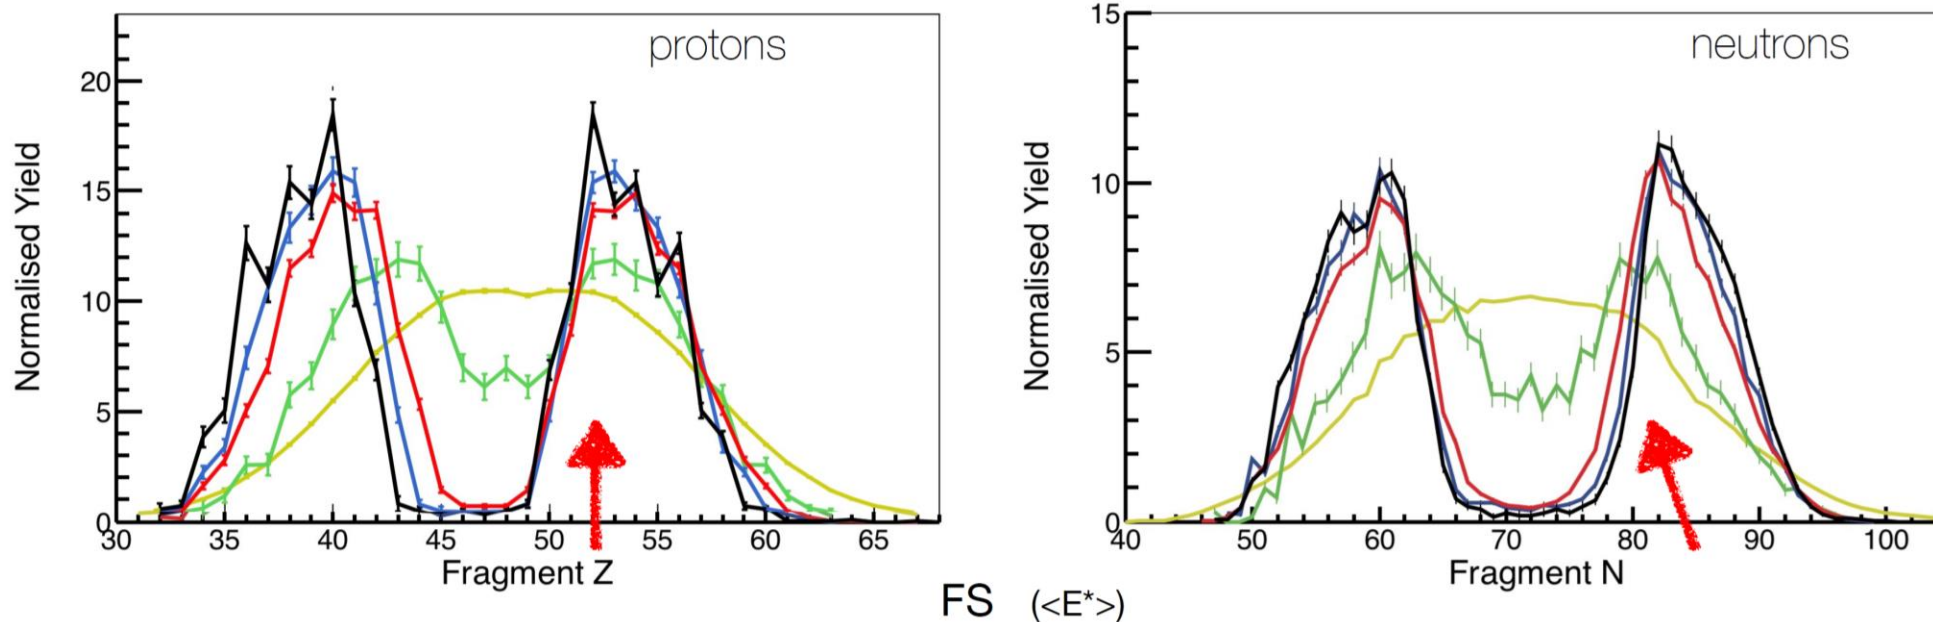 protons
Normalised Yield
20
15
10
5
0
30 35 40 45 50 55 60 65
Fragment Z
neutrons
Normalised Yield
15
10
5
0
40 50 60 70 80 90 100
Fragment N
FS (<E*>)